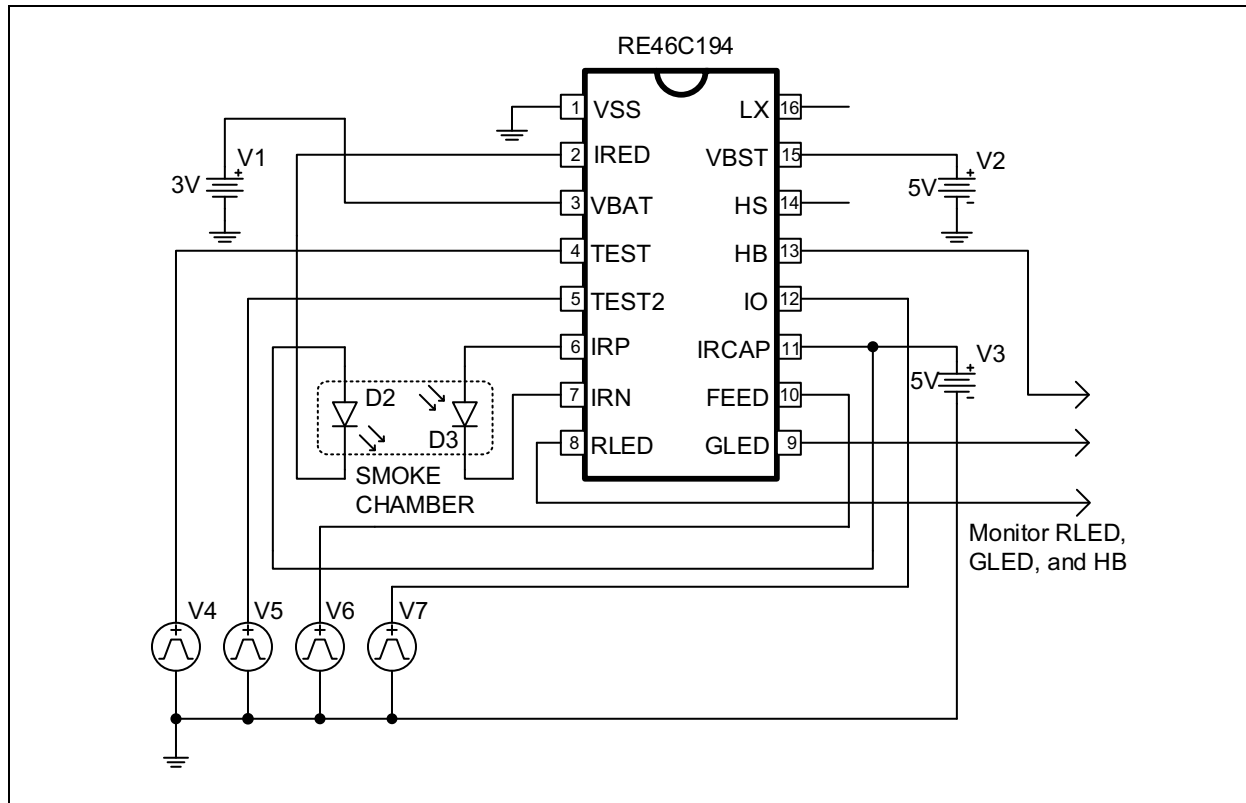 RE46C194
1 VSS
LX 16
2 IRED
VBST 15
3 VBAT
HS 14
4 TEST
HB 13
5 TEST2
IO 12
6 IRP
IRCAP 11
7 IRN
FEED 10
8 RLED
GLED 9
+
V1
3V
+
V2
5V
-
+
V3
5V
-
D2
D3
SMOKE
CHAMBER
Monitor RLED,
GLED, and HB
V4
V5
V6
V7
+
+
+
+